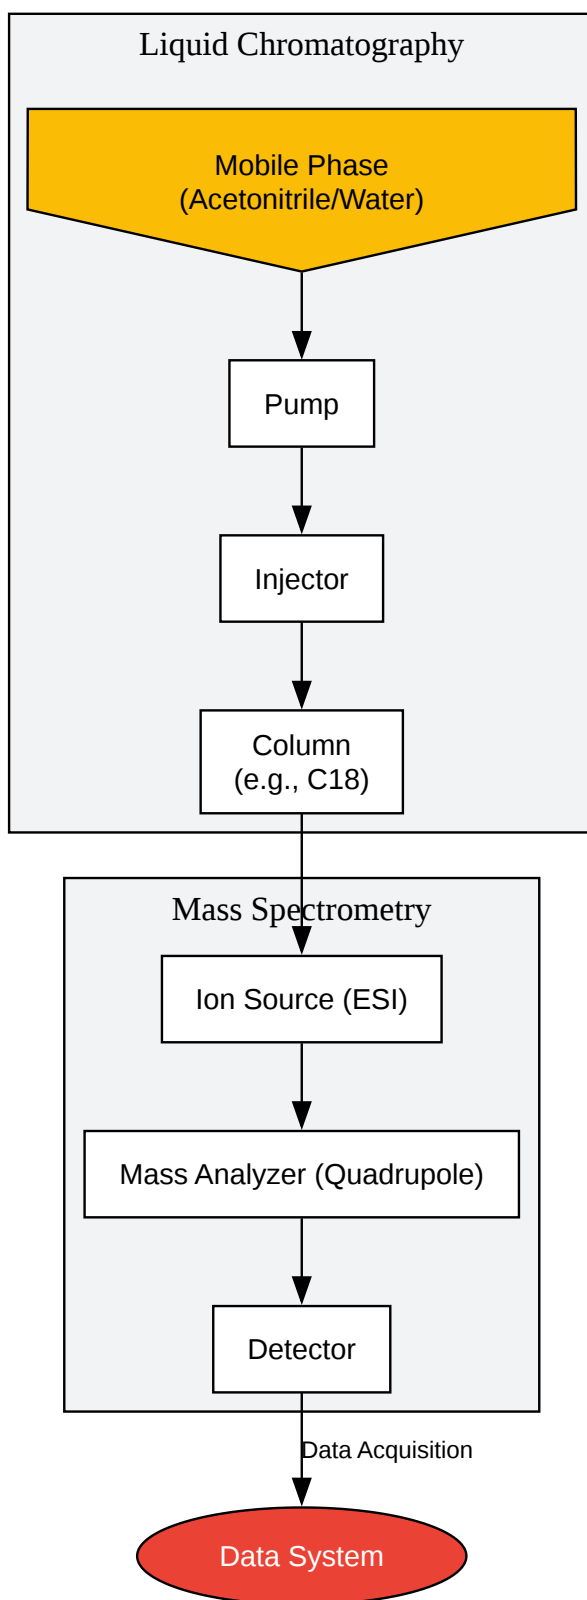 Liquid Chromatography
Mobile Phase
(Acetonitrile/Water)
Pump
Injector
Column
(e.g., C18)
Mass Spectrometry
Ion Source (ESI)
Mass Analyzer (Quadrupole)
Detector
Data Acquisition
Data System